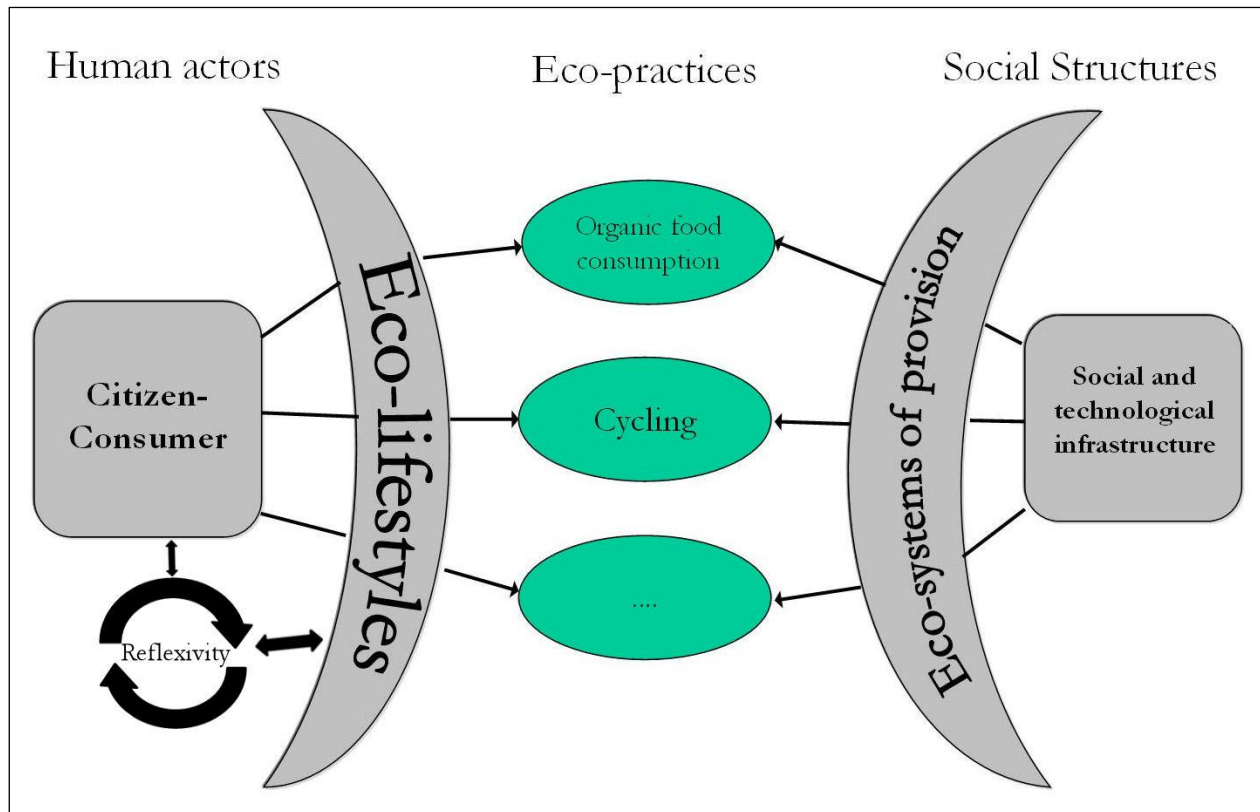 Human actors
Eco-practices
Social Structures
Organic food
consumption
Eco-lifestyles
Eco-systems of provision
Citizen-
Consumer
Cycling
Social and
technological
infrastructure
....
Reflexivity